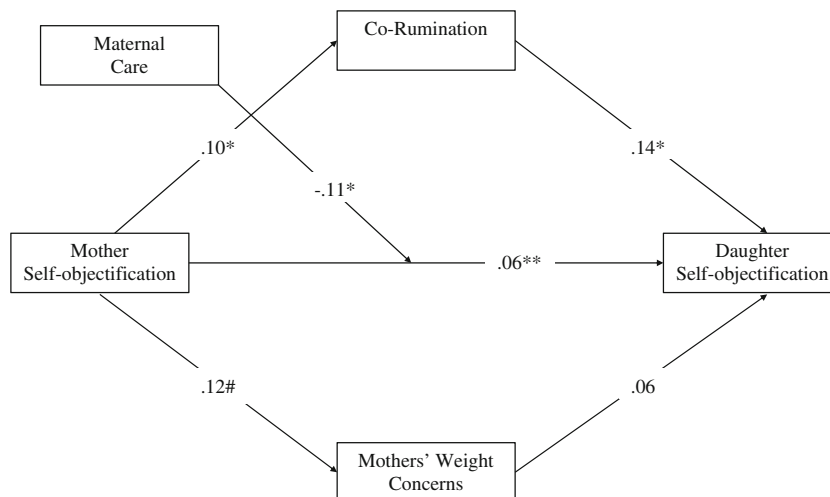 Co-Rumination
Maternal
Care
.10*
.14*
-.11*
Mother
Self-objectification
.06**
Daughter
Self-objectification
.12#
.06
Mothers' Weight
Concerns